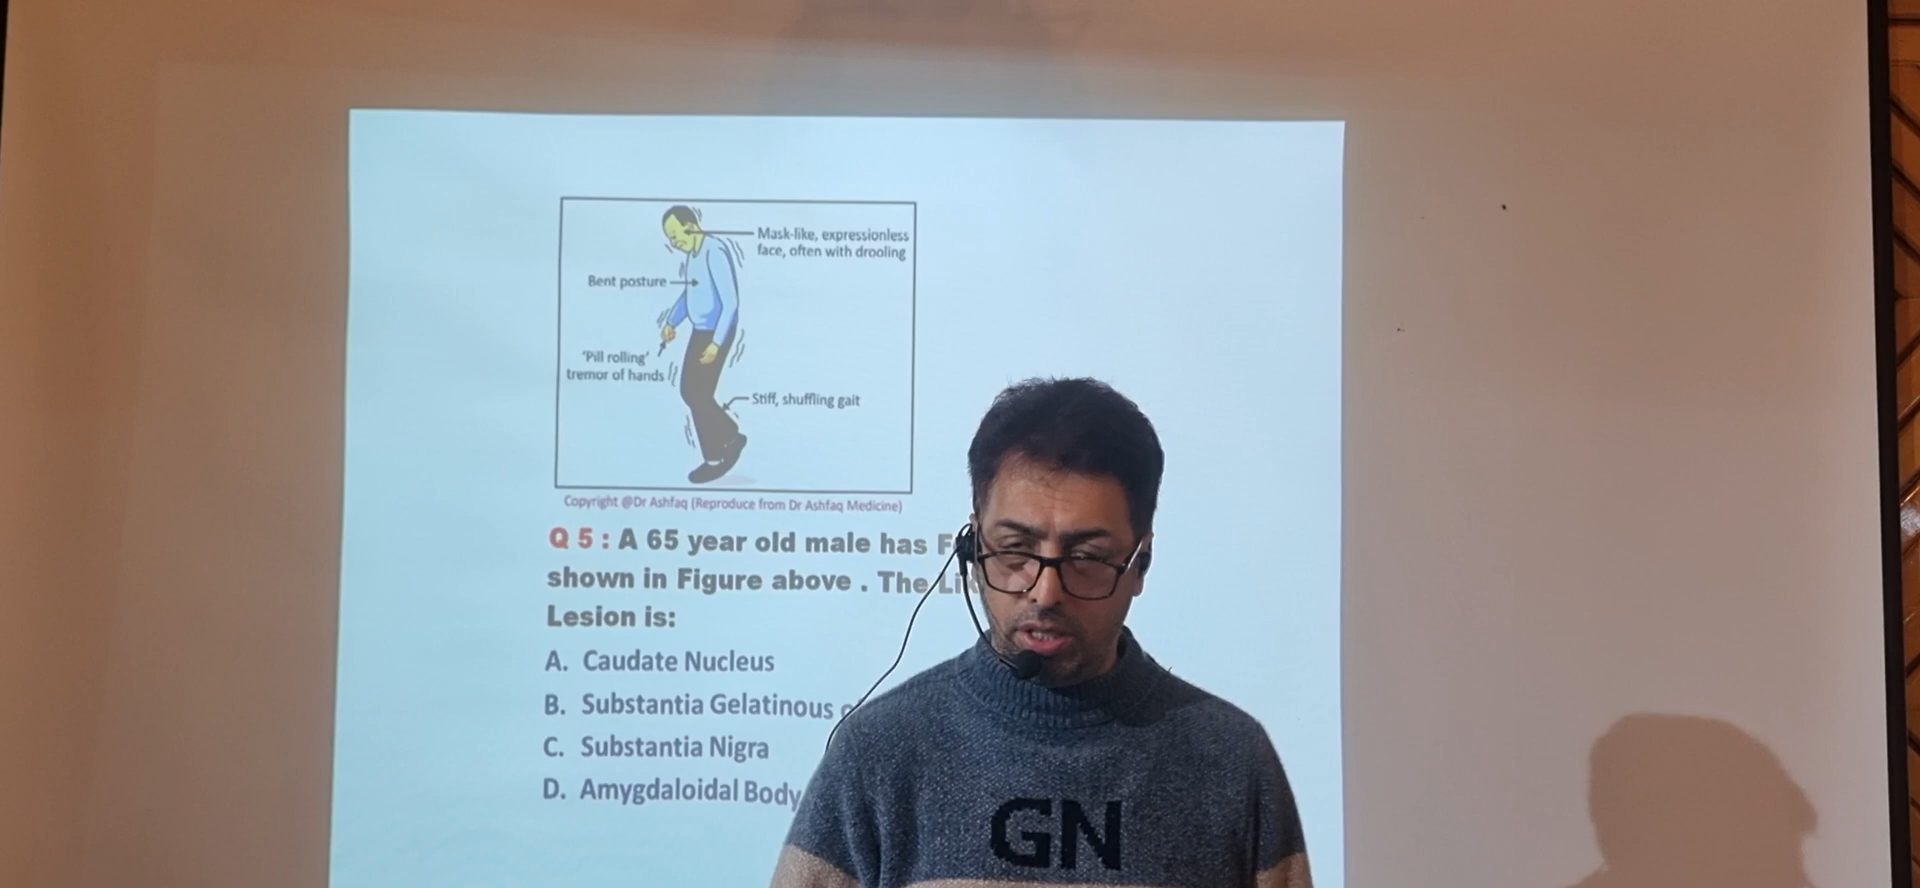 Mask-like, expressionless
face, often with drooling
Bent posture
'Pill rolling'
tremor of hands
Stiff, shuffling gait
Copyright @Dr Ashfaq (Reproduce from Dr Ashfaq Medicine)
Q 5 : A 65 year old male has
shown in Figure above . The
Lesion is:
A. Caudate Nucleus
B. Substantia Gelatinous
C. Substantia Nigra
D. Amygdaloidal Body
GN